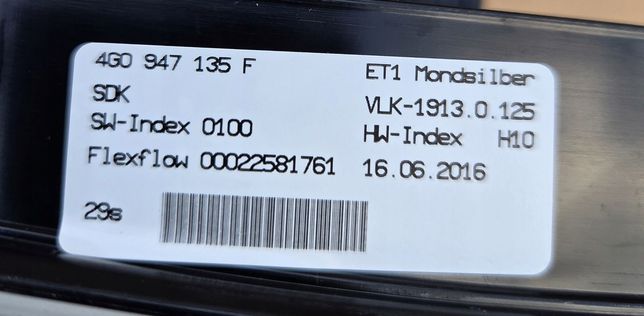 4G0 947 135 F ET1 Mondsilber
SDK VLK-1913.0.125
SW-Index 0100 HW-Index H10
Flexflow 00022581761 16.06.2016
29s